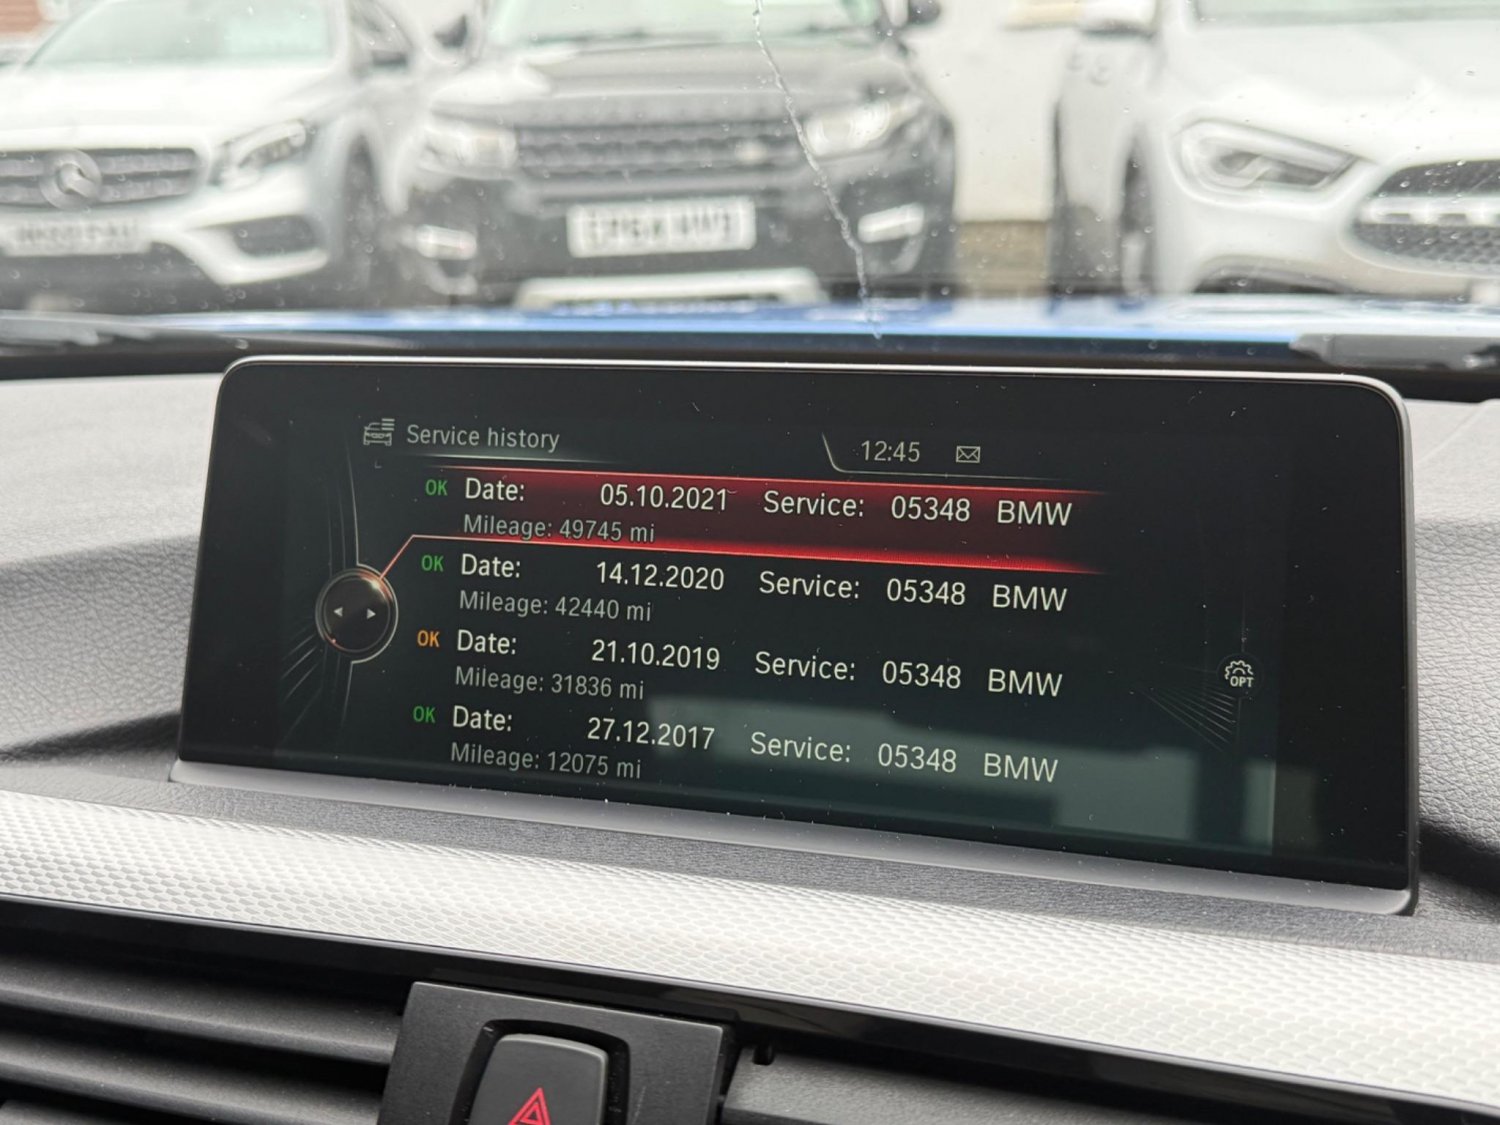 Service history
12:45
OK Date: 05.10.2021 Service: 05348 BMW
Mileage: 49745 mi
OK Date: 14.12.2020 Service: 05348 BMW
Mileage: 42440 mi
OK Date: 21.10.2019 Service: 05348 BMW
Mileage: 31836 mi
OPT
OK Date: 27.12.2017 Service: 05348 BMW
Mileage: 12075 mi